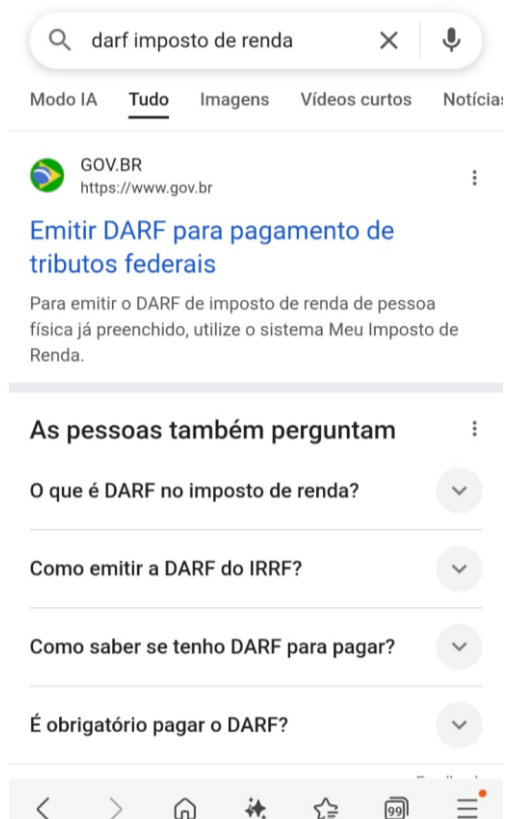 darf imposto de renda
Modo IA Tudo Imagens Vídeos curtos Notícias
GOV.BR
https://www.gov.br
Emitir DARF para pagamento de
tributos federais
Para emitir o DARF de imposto de renda de pessoa
física já preenchido, utilize o sistema Meu Imposto de
Renda.
As pessoas também perguntam
O que é DARF no imposto de renda?
Como emitir a DARF do IRRF?
Como saber se tenho DARF para pagar?
É obrigatório pagar o DARF?
99